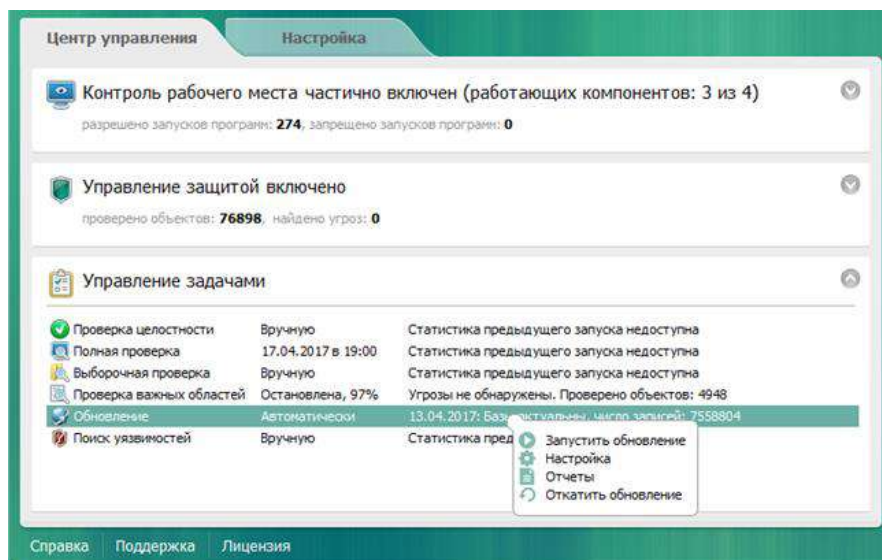 Центр управления
Настройка
Контроль рабочего места частично включен (работающих компонентов: 3 из 4)
разрешено запусков программ: 274, запрещено запусков программ: 0
Управление защитой включено
проверено объектов: 76898, найдено угроз: 0
Управление задачами
Проверка целостности Вручную Статистика предыдущего запуска недоступна
Полная проверка 17.04.2017 в 19:00 Статистика предыдущего запуска недоступна
Выборочная проверка Вручную Статистика предыдущего запуска недоступна
Проверка важных областей Остановлена, 97% Угрозы не обнаружены. Проверено объектов: 4948
Обновление Автоматически 13.04.2017: Базы актуальны, число записей: 7558804
Поиск уязвимостей Вручную Статистика пред
Запустить обновление
Настройка
Отчеты
Откатить обновление
Справка Поддержка Лицензия